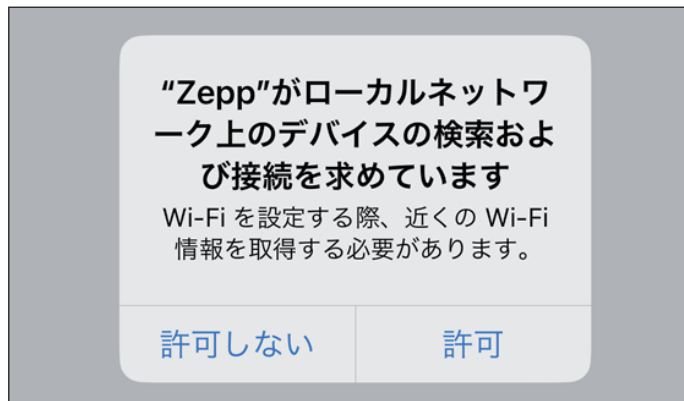 “Zepp”がローカルネットワ
ーク上のデバイスの検索およ
び接続を求めています
Wi-Fi を設定する際、近くの Wi-Fi
情報を取得する必要があります。
許可しない
許可